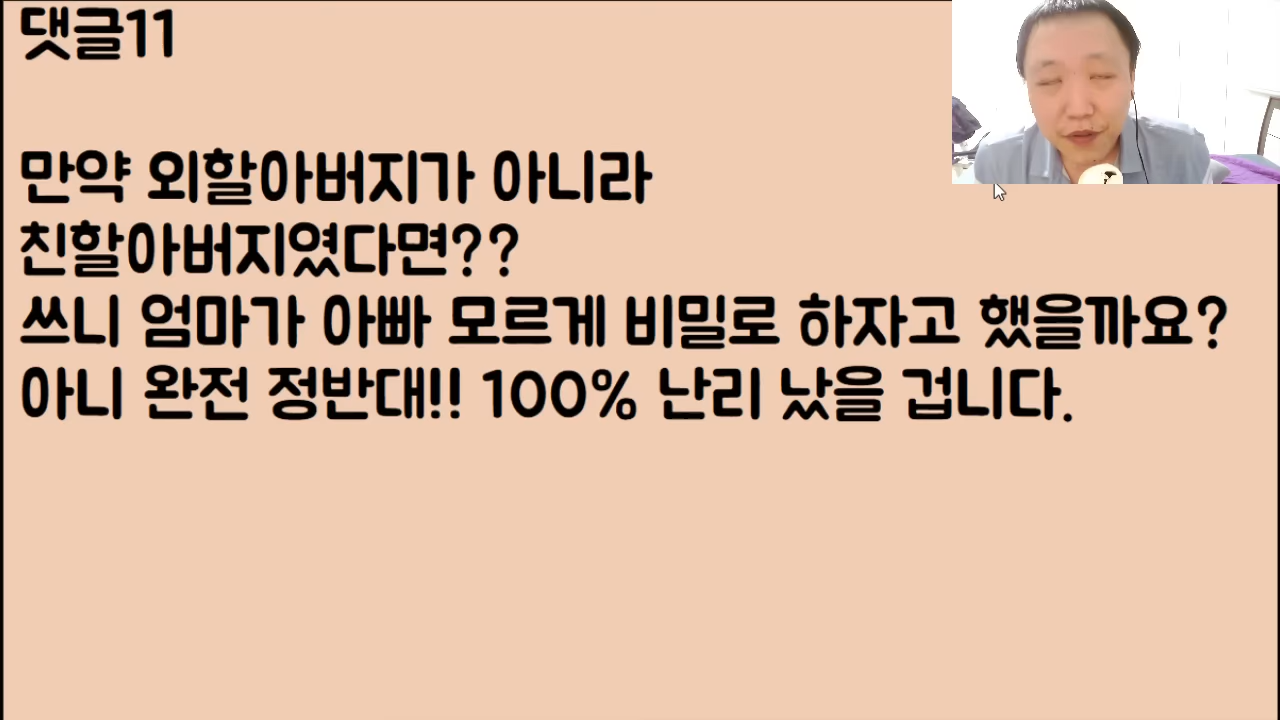 댓글11
만약 외할아버지가 아니라
친할아버지였다면??
쓰니 엄마가 아빠 모르게 비밀로 하자고 했을까요?
아니 완전 정반대!! 100% 난리 났을 겁니다.